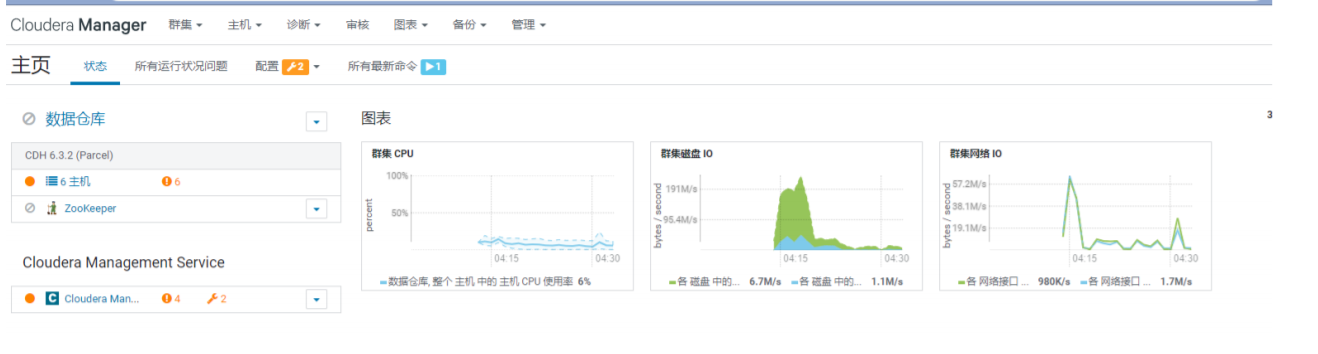 Cloudera Manager 群集 主机 诊断 审核 图表 备份 管理
主页 状态 所有运行状况问题 配置 2 所有最新命令 1
数据仓库
CDH 6.3.2 (Parcel)
6 主机 6
ZooKeeper
Cloudera Management Service
Cloudera Man... 4 2
图表
3
群集 CPU
percent
100%
50%
04:15 04:30
数据仓库, 整个 主机 中的 主机 CPU 使用率 6%
群集磁盘 IO
bytes / second
191M/s
95.4M/s
04:15 04:30
各 磁盘 中的... 6.7M/s 各 磁盘 中的... 1.1M/s
群集网络 IO
bytes / second
57.2M/s
38.1M/s
19.1M/s
04:15 04:30
各 网络接口 ... 980K/s 各 网络接口 ... 1.7M/s